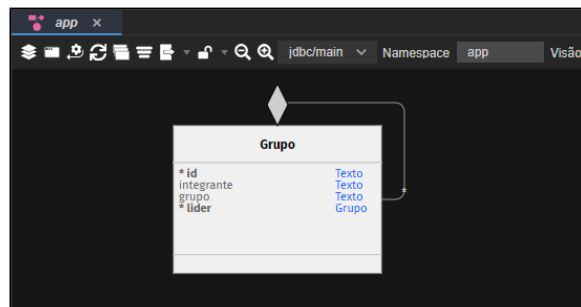 app ×
jdbc/main Namespace app Visão
Grupo
* id Texto
integrante Texto
grupo Texto
* lider Grupo
*